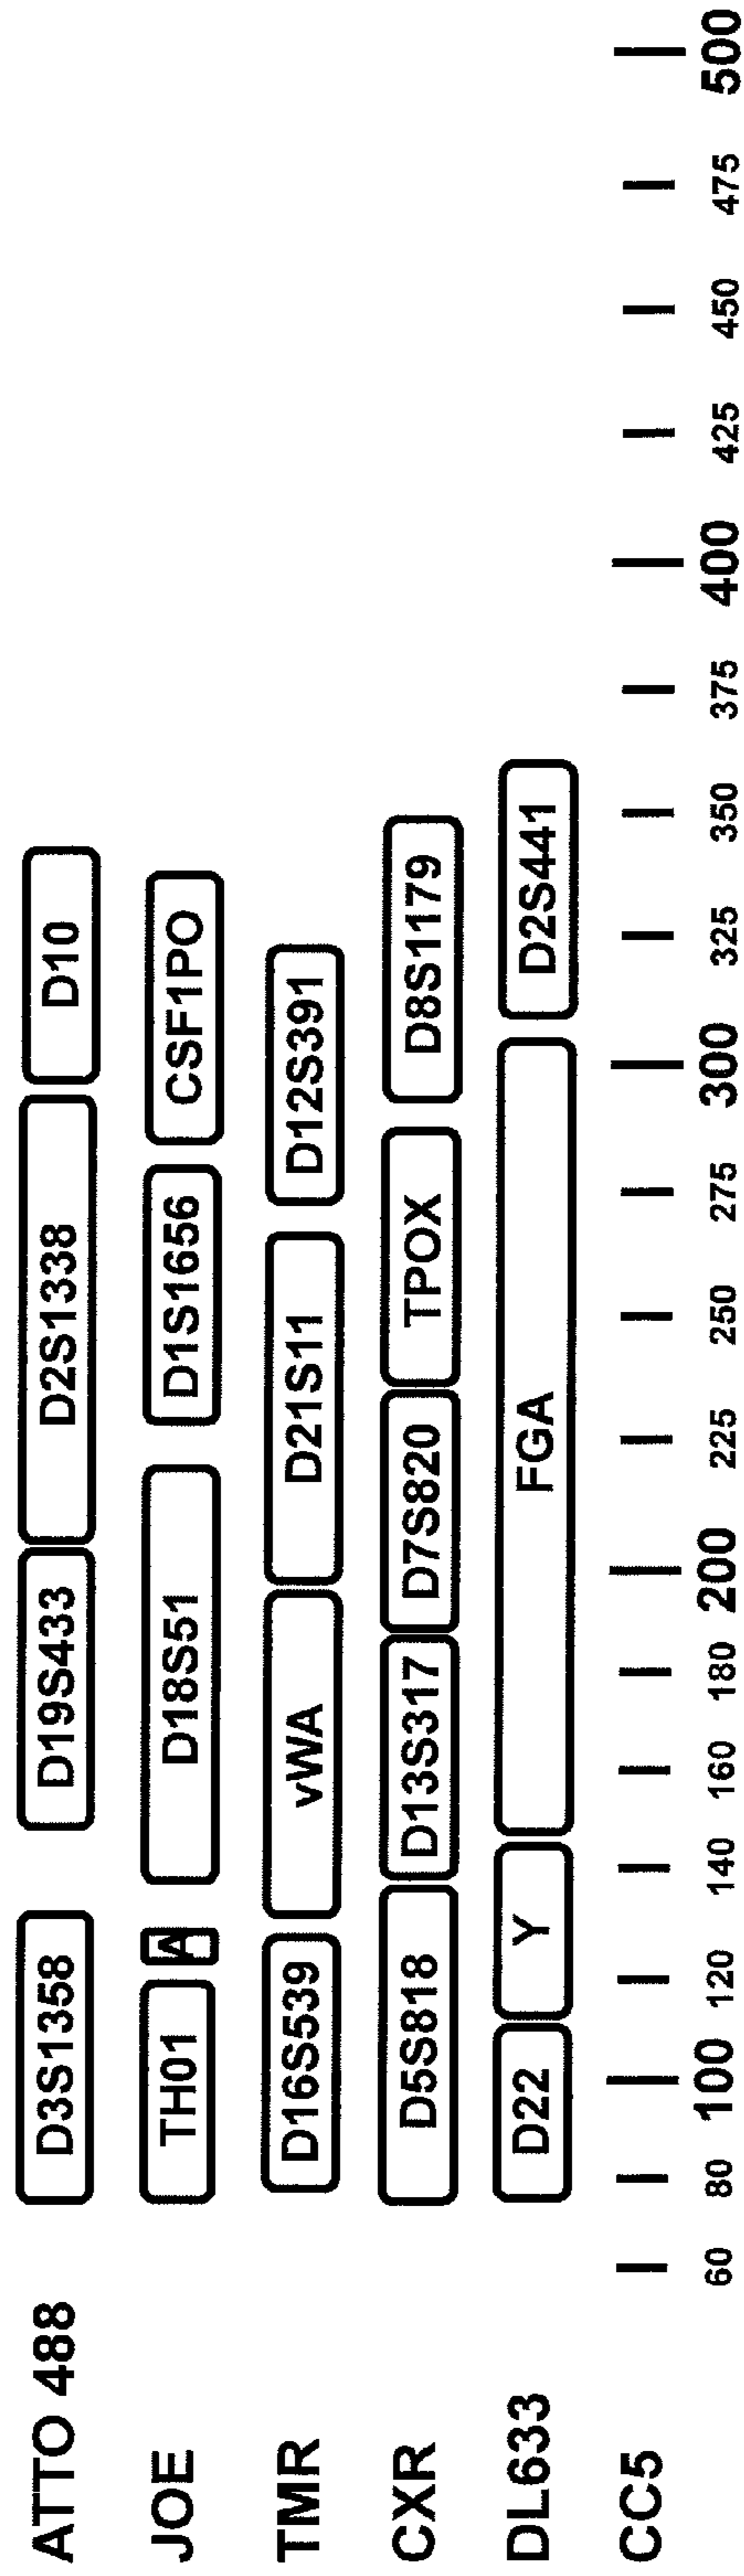 ATTO 488 D3S1358 D19S433 D2S1338 D10
JOE TH01 A D18S51 D1S1656 CSF1PO
TMR D16S539 vWA D21S11 D12S391
CXR D5S818 D13S317 D7S820 TPOX D8S1179
DL633 D22 Y FGA D2S441
CC5
60 80 100 120 140 160 180 200 225 250 275 300 325 350 375 400 425 450 475 500